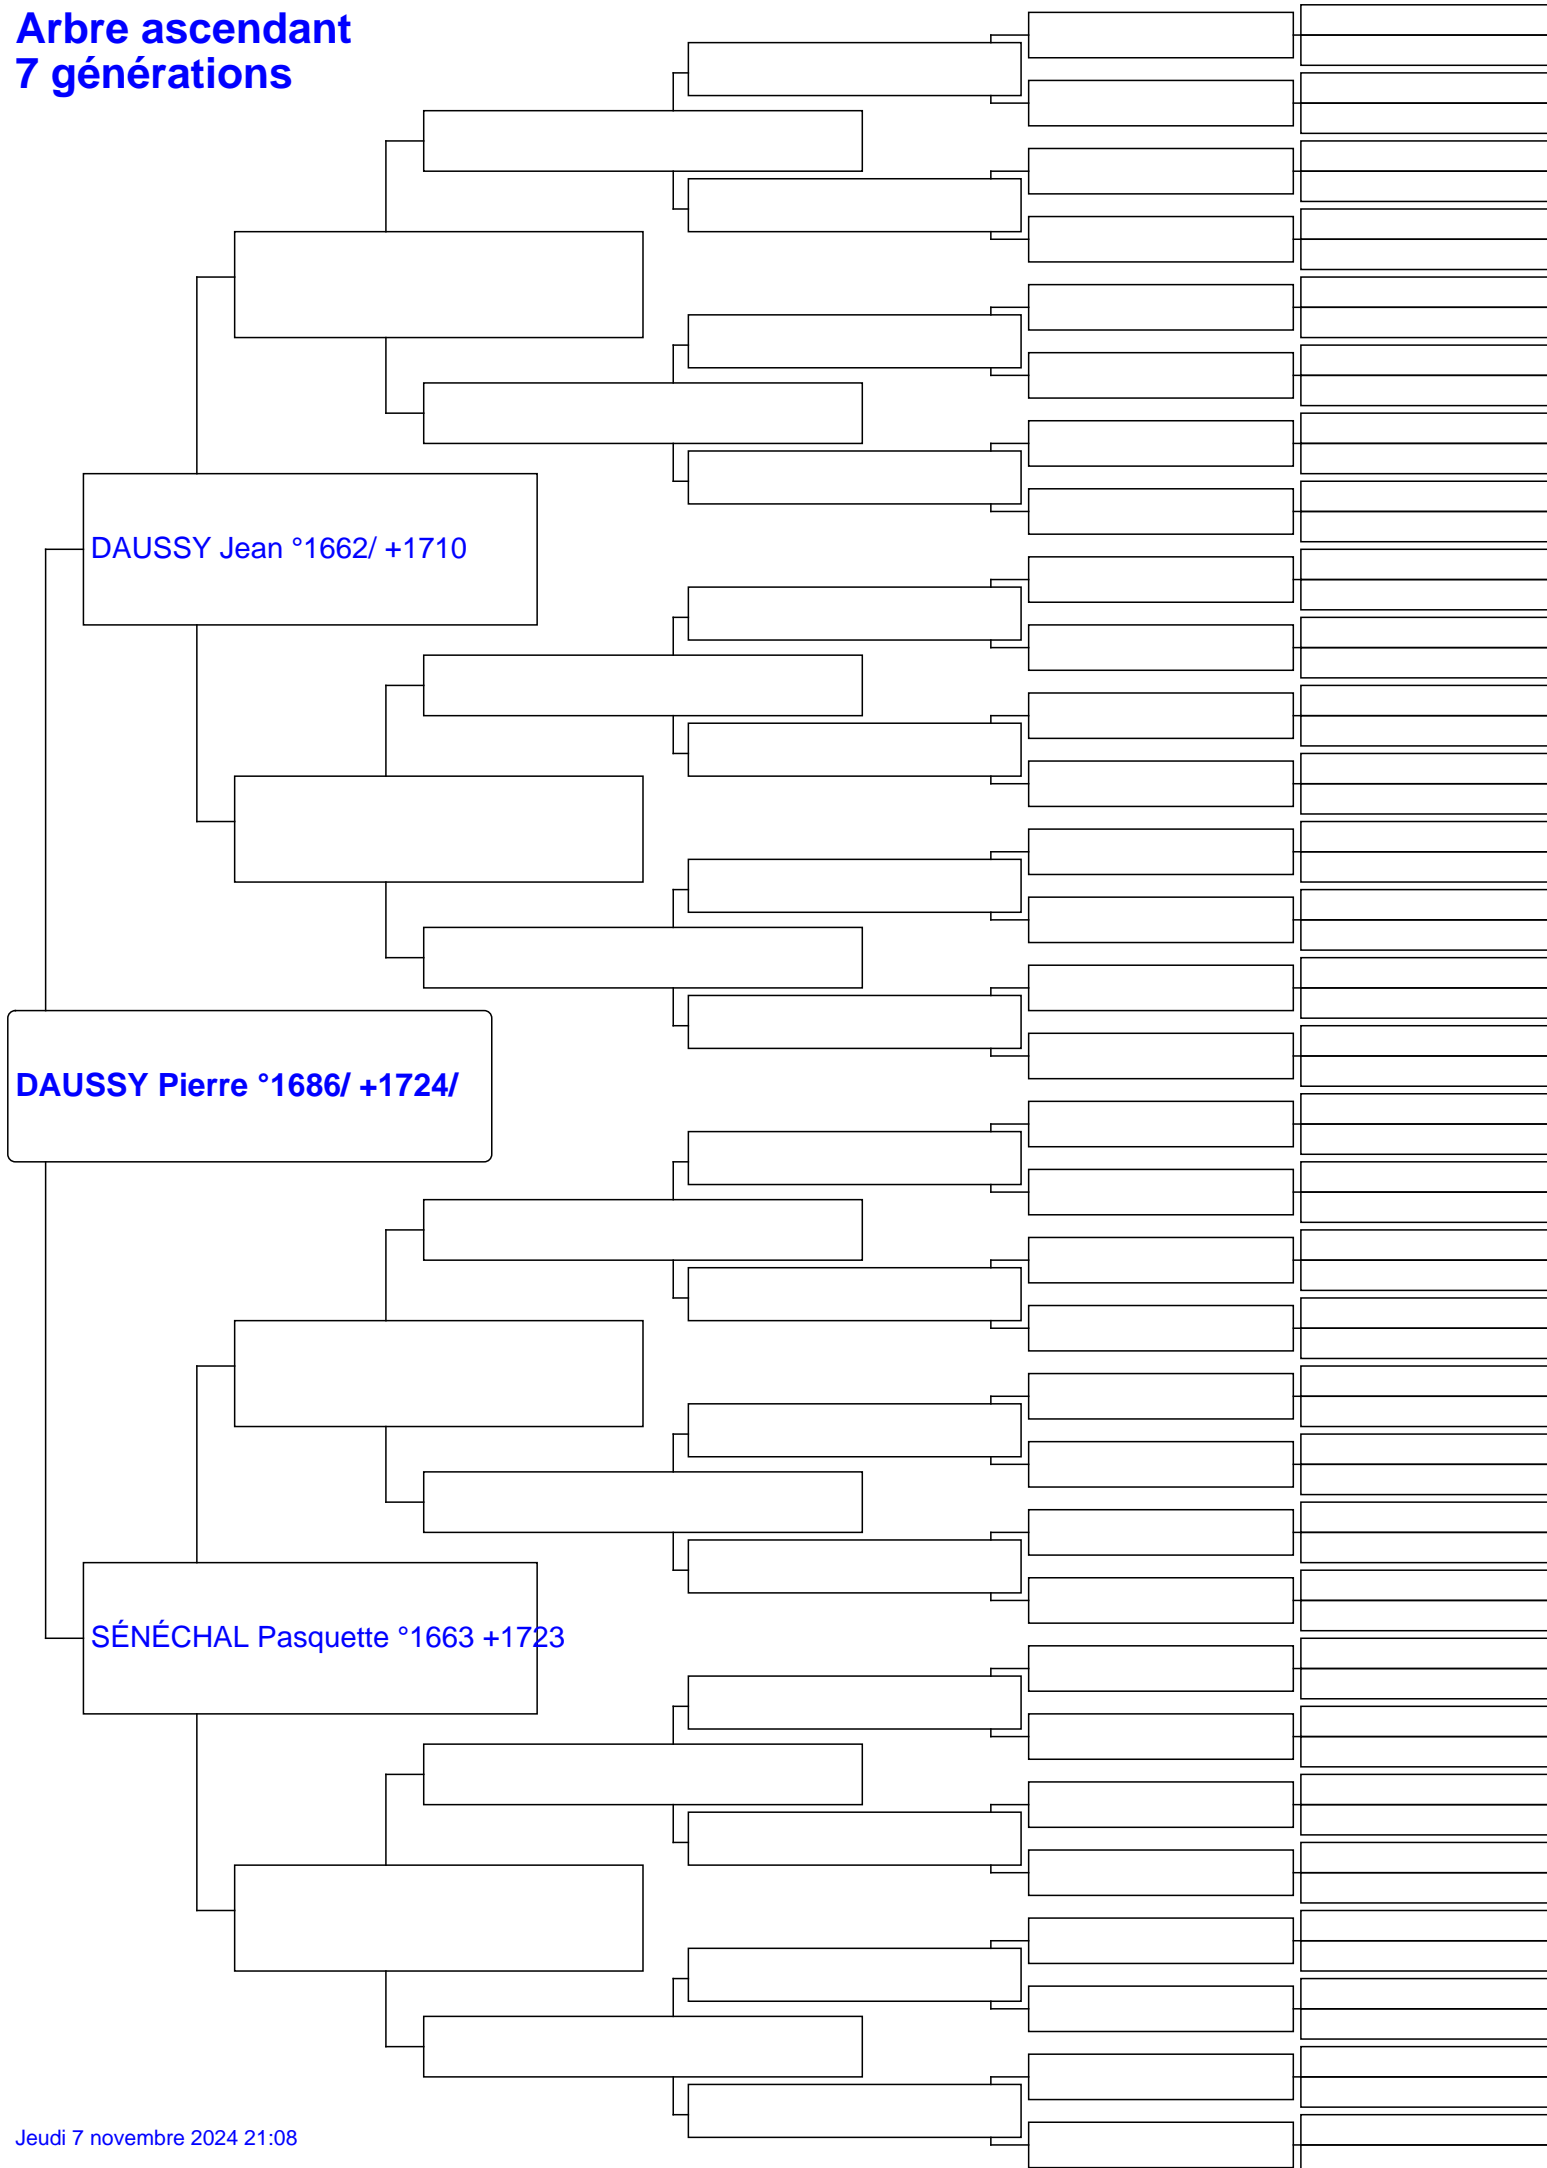 Arbre ascendant
7 générations
DAUSSY Jean °1662/ +1710
DAUSSY Pierre °1686/ +1724/
SÉNÉCHAL Pasquette °1663 +1723
Jeudi 7 novembre 2024 21:08